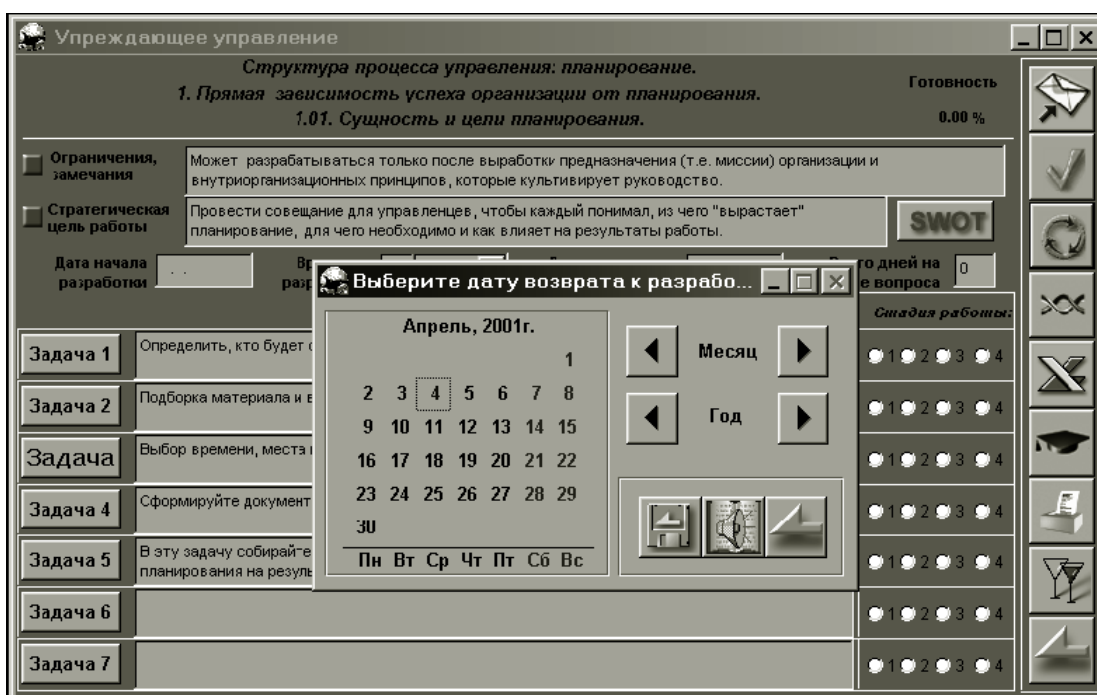 Упреждающее управление
Структура процесса управления: планирование.
1. Прямая зависимость успеха организации от планирования.
1.01. Сущность и цели планирования.
Готовность
0.00 %
Ограничения,
замечания
Может разрабатываться только после выработки предназначения (т.е. миссии) организации и
внутриорганизационных принципов, которые культивирует руководство.
Стратегическая
цель работы
Провести совещание для управленцев, чтобы каждый понимал, из чего "вырастает"
планирование, для чего необходимо и как влияет на результаты работы.
SWOT
Дата начала
разработки
. .
го дней на
е вопроса
0
Выберите дату возврата к разрабо...
Апрель, 2001г.
1
2 3 4 5 6 7 8
9 10 11 12 13 14 15
16 17 18 19 20 21 22
23 24 25 26 27 28 29
30
Пн Вт Ср Чт Пт Сб Вс
Месяц
Год
Стадия работы:
Задача 1
Определить, кто будет
1 2 3 4
Задача 2
Подборка материала и
1 2 3 4
Задача
Выбор времени, места
1 2 3 4
Задача 4
Сформируйте документ
1 2 3 4
Задача 5
В эту задачу собирайте
планирования на резуль
1 2 3 4
Задача 6
1 2 3 4
Задача 7
1 2 3 4